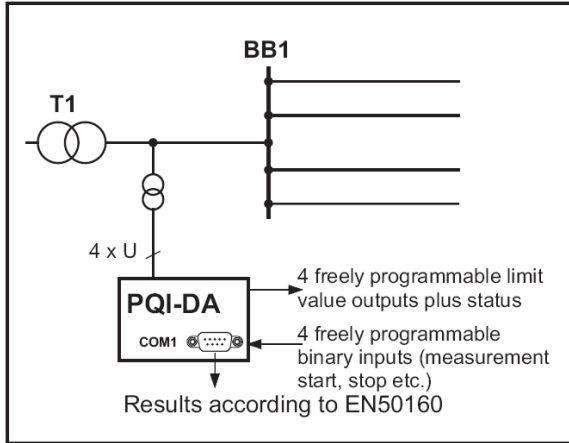 BB1
T1
4 x U
PQI-DA
COM1
4 freely programmable limit
value outputs plus status
4 freely programmable
binary inputs (measurement
start, stop etc.)
Results according to EN50160